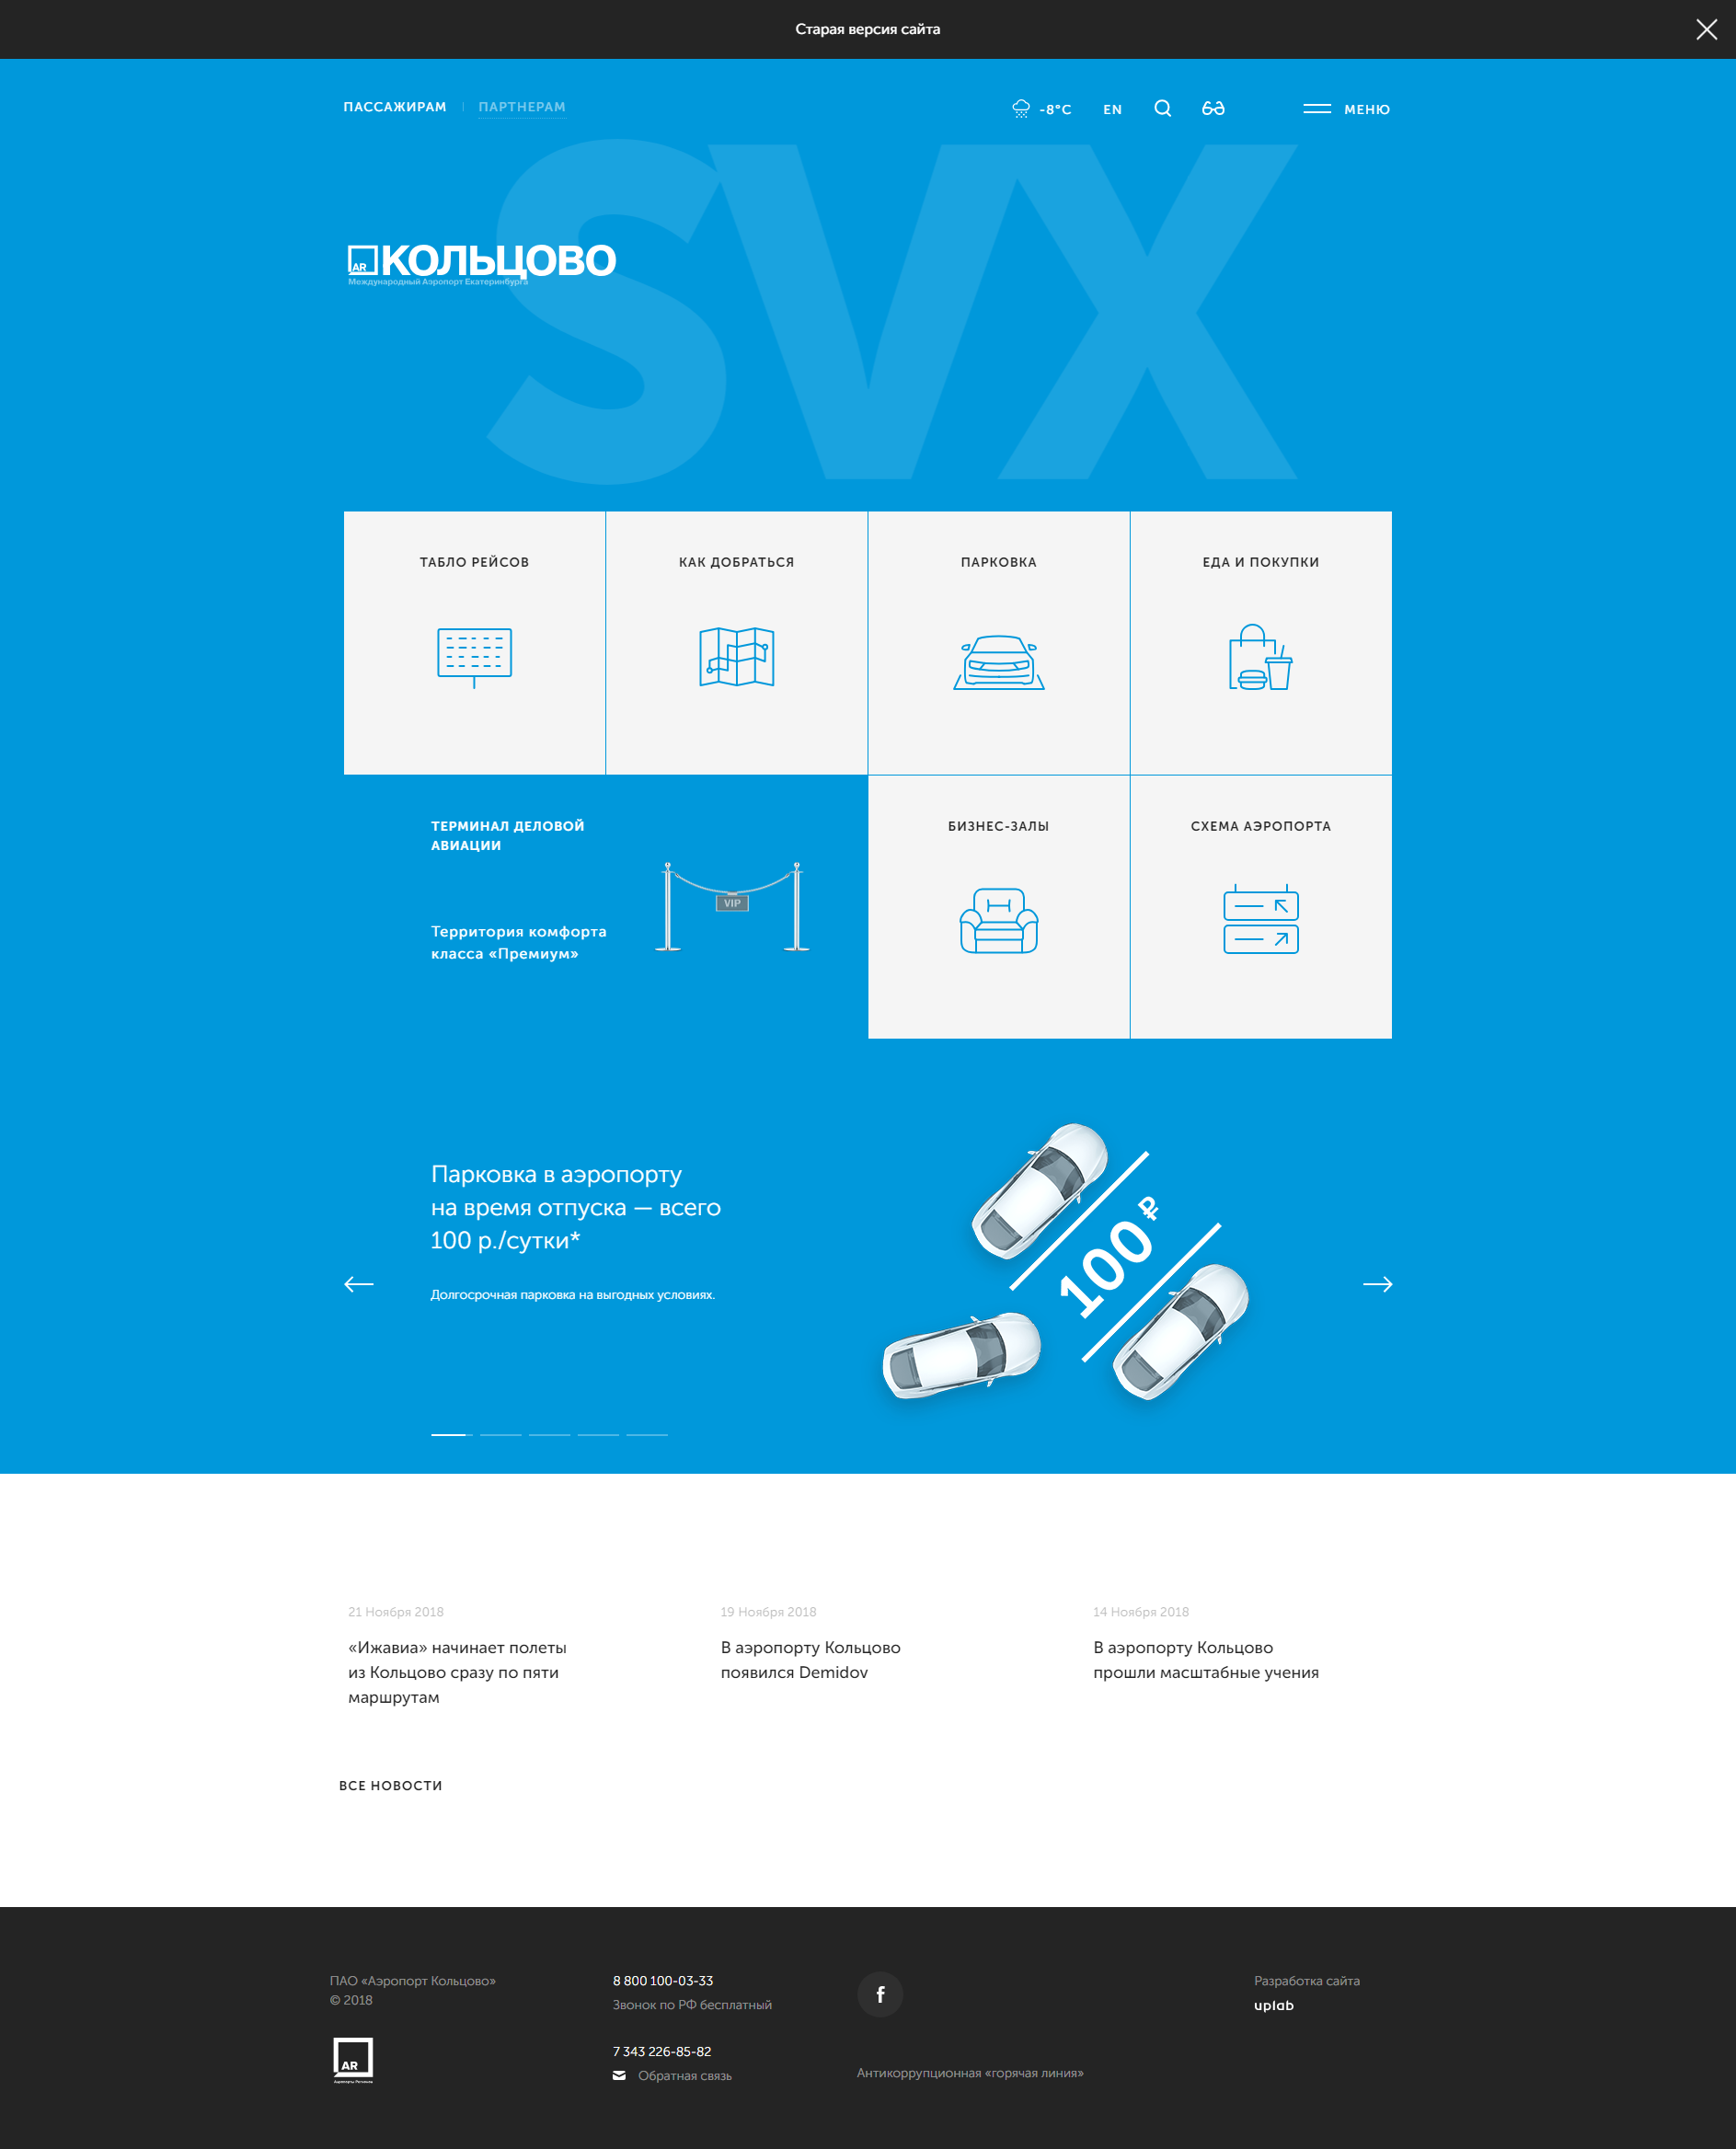 Старая версия сайта
ПАССАЖИРАМ
ПАРТНЕРАМ
-8°C
EN
МЕНЮ
SVX
AR
КОЛЬЦОВО
Международный Аэропорт Екатеринбурга
ТАБЛО РЕЙСОВ
КАК ДОБРАТЬСЯ
ПАРКОВКА
ЕДА И ПОКУПКИ
ТЕРМИНАЛ ДЕЛОВОЙ
АВИАЦИИ
Территория комфорта
класса «Премиум»
VIP
БИЗНЕС-ЗАЛЫ
СХЕМА АЭРОПОРТА
Парковка в аэропорту
на время отпуска — всего
100 р./сутки*
Долгосрочная парковка на выгодных условиях.
100 ₽
21 Ноября 2018
«Ижавиа» начинает полеты
из Кольцово сразу по пяти
маршрутам
19 Ноября 2018
В аэропорту Кольцово
появился Demidov
14 Ноября 2018
В аэропорту Кольцово
прошли масштабные учения
ВСЕ НОВОСТИ
ПАО «Аэропорт Кольцово»
© 2018
AR
Аэропорты Регионов
8 800 100-03-33
Звонок по РФ бесплатный
7 343 226-85-82
Обратная связь
f
Антикоррупционная «горячая линия»
Разработка сайта
uplab